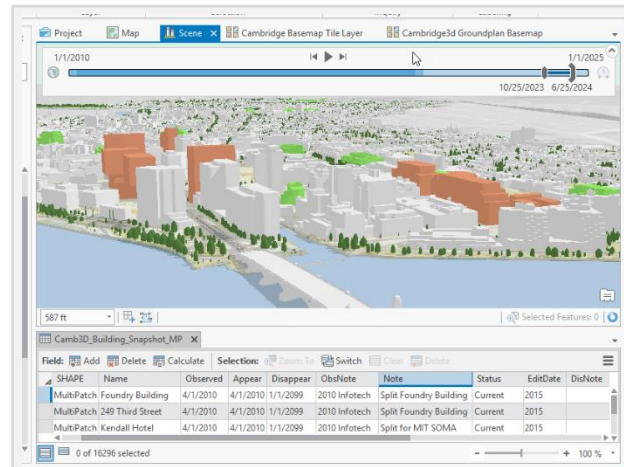 Project Map Scene Cambridge Basemap Tile Layer Cambridge3d Groundplan Basemap
1/1/2010 1/1/2025
10/25/2023 6/25/2024
587 ft Selected Features: 0
Camb3D_Building_Snapshot_MP
Field: Add Delete Calculate Selection: Zoom To Switch Clear Delete
SHAPE Name Observed Appear Disappear ObsNote Note Status EditDate DisNote
MultiPatch Foundry Building 4/1/2010 4/1/2010 1/1/2099 2010 Infotech Split Foundry Building Current 2015
MultiPatch 249 Third Street 4/1/2010 4/1/2010 1/1/2099 2010 Infotech Split Foundry Building Current 2015
MultiPatch Kendall Hotel 4/1/2010 4/1/2010 1/1/2099 2010 Infotech Split for MIT SOMA Current 2015
0 of 16296 selected 100 %